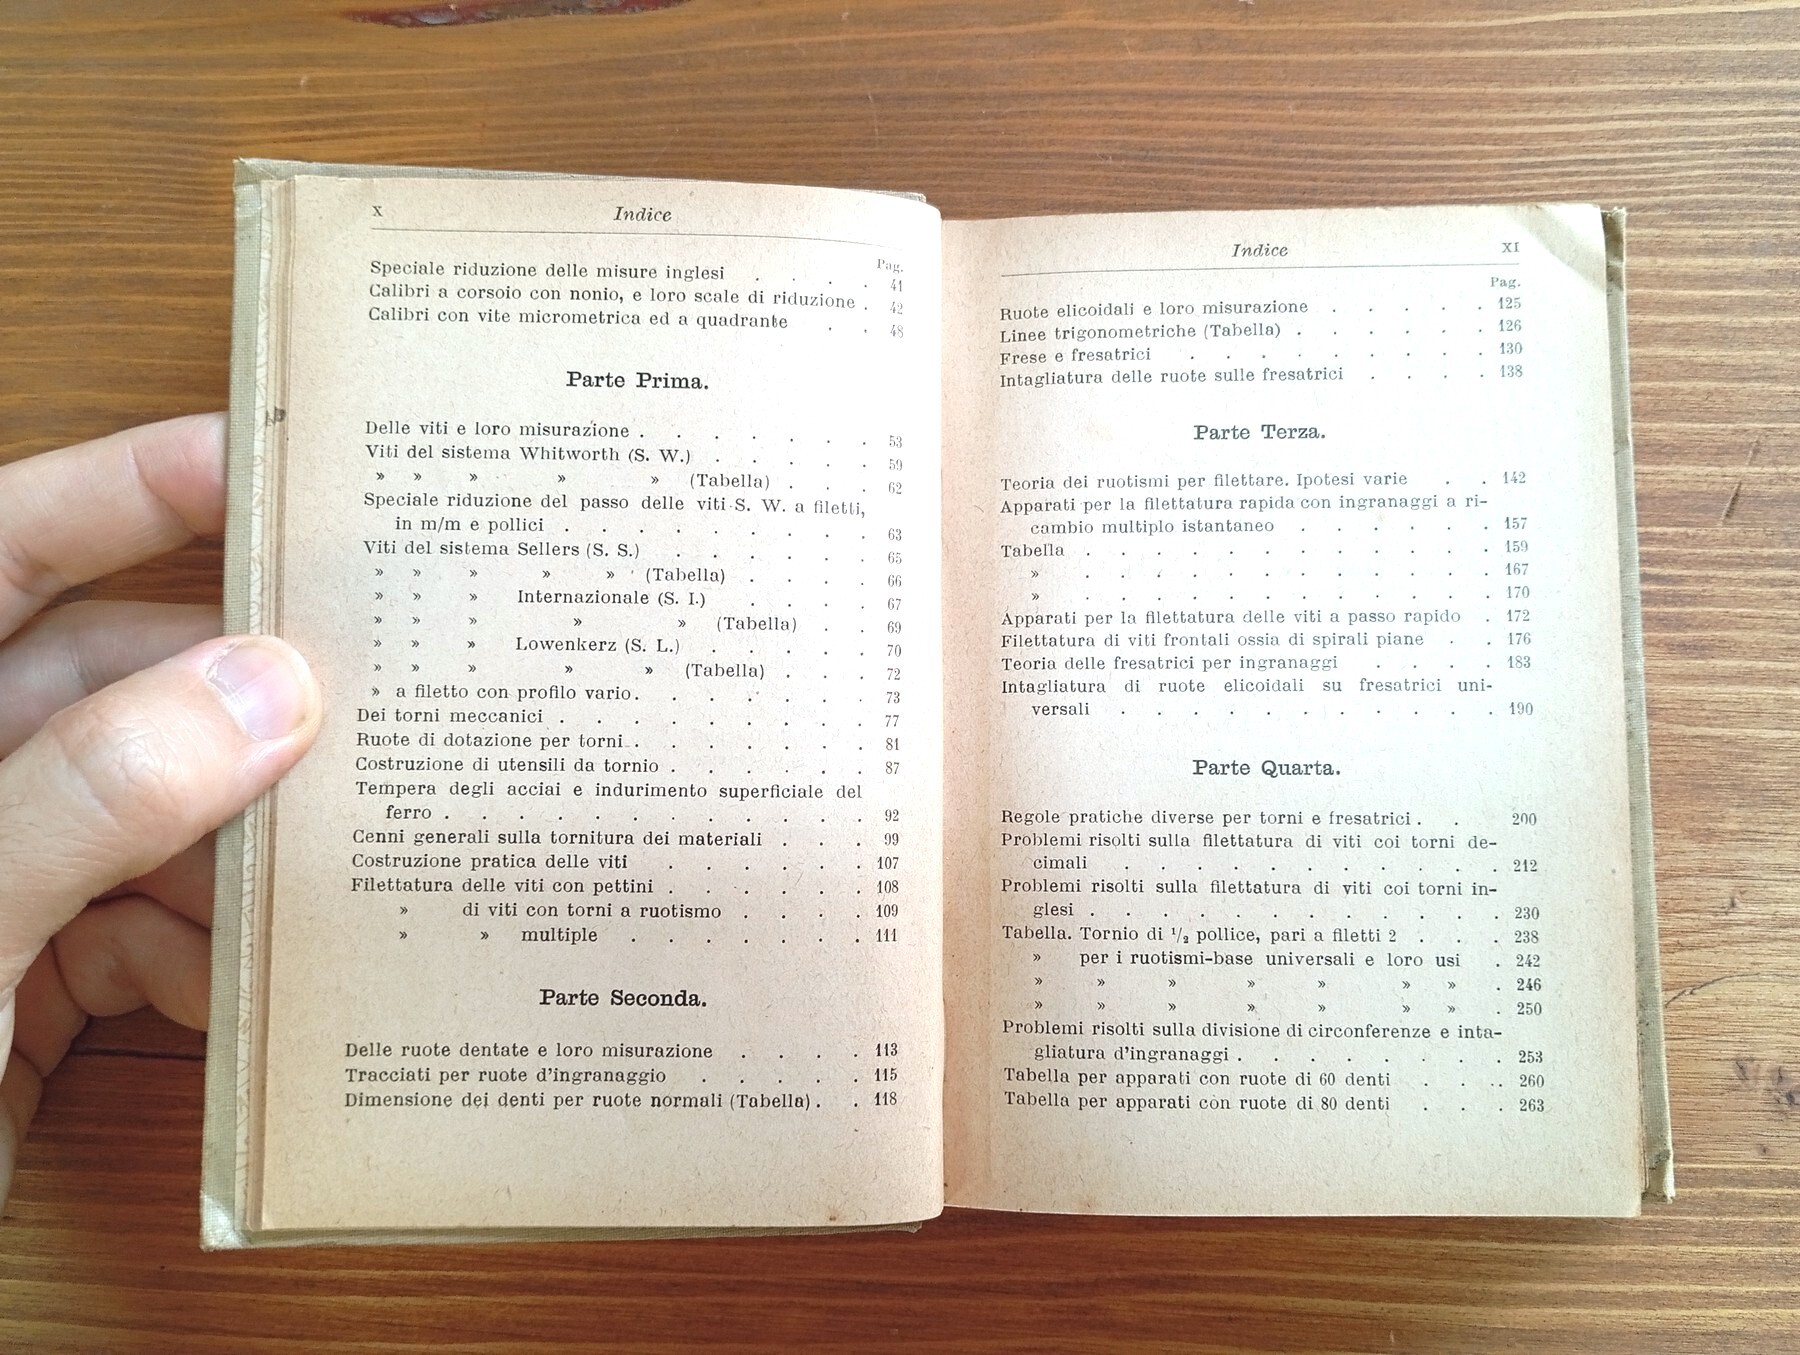 X Indice
Pag.
Speciale riduzione delle misure inglesi . . . 41
Calibri a corsoio con nonio, e loro scale di riduzione . 42
Calibri con vite micrometrica ed a quadrante . . 48
Parte Prima.
Delle viti e loro misurazione . . . . . . . 53
Viti del sistema Whitworth (S. W.) . . . . . 59
» » » » » (Tabella) . . . 62
Speciale riduzione del passo delle viti S. W. a filetti,
in m/m e pollici . . . . . . . . . 63
Viti del sistema Sellers (S. S.) . . . . . . 65
» » » » » (Tabella) . . . . 66
» » » Internazionale (S. I.) . . . . 67
» » » » » (Tabella) . . 69
» » » Lowenkerz (S. L.) . . . . . 70
» » » » » (Tabella) . . . 72
» a filetto con profilo vario . . . . . . . 73
Dei torni meccanici . . . . . . . . . 77
Ruote di dotazione per torni . . . . . . . 81
Costruzione di utensili da tornio . . . . . . 87
Tempera degli acciai e indurimento superficiale del
ferro . . . . . . . . . . . . 92
Cenni generali sulla tornitura dei materiali . . . 99
Costruzione pratica delle viti . . . . . . 107
Filettatura delle viti con pettini . . . . . . 108
» di viti con torni a ruotismo . . . . 109
» » multiple . . . . . . . 111
Parte Seconda.
Delle ruote dentate e loro misurazione . . . . 113
Tracciati per ruote d'ingranaggio . . . . . 115
Dimensione dei denti per ruote normali (Tabella) . . 118
Indice XI
Pag.
Ruote elicoidali e loro misurazione . . . . . 125
Linee trigonometriche (Tabella) . . . . . . 126
Frese e fresatrici . . . . . . . . . 130
Intagliatura delle ruote sulle fresatrici . . . . 138
Parte Terza.
Teoria dei ruotismi per filettare. Ipotesi varie . . 142
Apparati per la filettatura rapida con ingranaggi a ri-
cambio multiplo istantaneo . . . . . . 157
Tabella . . . . . . . . . . . . 159
» . . . . . . . . . . . . 167
» . . . . . . . . . . . . 170
Apparati per la filettatura delle viti a passo rapido . 172
Filettatura di viti frontali ossia di spirali piane . . 176
Teoria delle fresatrici per ingranaggi . . . . 183
Intagliatura di ruote elicoidali su fresatrici uni-
versali . . . . . . . . . . . 190
Parte Quarta.
Regole pratiche diverse per torni e fresatrici . . 200
Problemi risolti sulla filettatura di viti coi torni de-
cimali . . . . . . . . . . . 212
Problemi risolti sulla filettatura di viti coi torni in-
glesi . . . . . . . . . . . . 230
Tabella. Tornio di ½ pollice, pari a filetti 2 . . . 238
» per i ruotismi-base universali e loro usi . 242
» » » » » » » . 246
» » » » » » » . 250
Problemi risolti sulla divisione di circonferenze e inta-
gliatura d'ingranaggi . . . . . . . . 253
Tabella per apparati con ruote di 60 denti . . . . 260
Tabella per apparati con ruote di 80 denti . . . 263